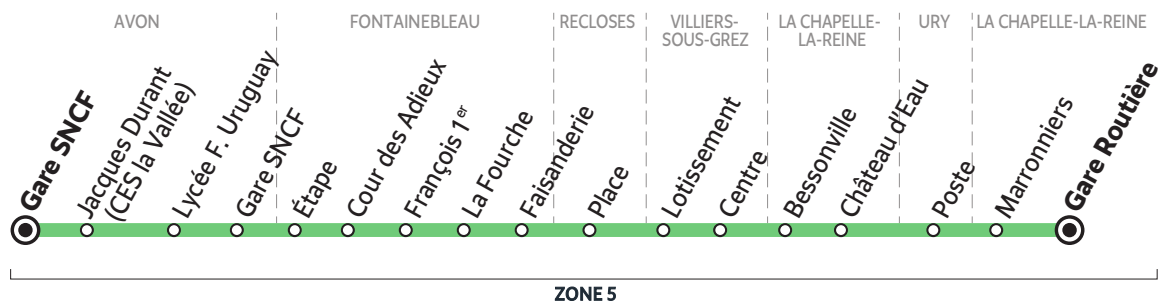 AVON
FONTAINEBLEAU
RECLOSES
VILLIERS-
SOUS-GREZ
LA CHAPELLE-
LA-REINE
URY
LA CHAPELLE-LA-REINE
Gare SNCF
Jacques Durant
(CES la Vallée)
Lycée F. Uruguay
Gare SNCF
Étape
Cour des Adieux
François 1er
La Fourche
Faisanderie
Place
Lotissement
Centre
Bessonville
Château d'Eau
Poste
Marronniers
Gare Routière
ZONE 5